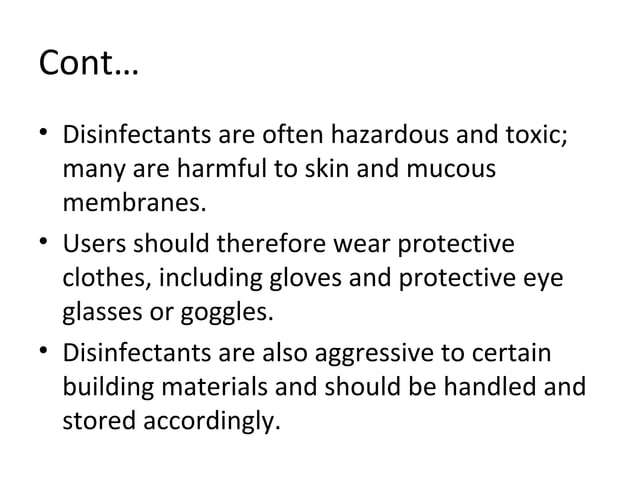 Cont…
• Disinfectants are often hazardous and toxic;
many are harmful to skin and mucous
membranes.
• Users should therefore wear protective
clothes, including gloves and protective eye
glasses or goggles.
• Disinfectants are also aggressive to certain
building materials and should be handled and
stored accordingly.